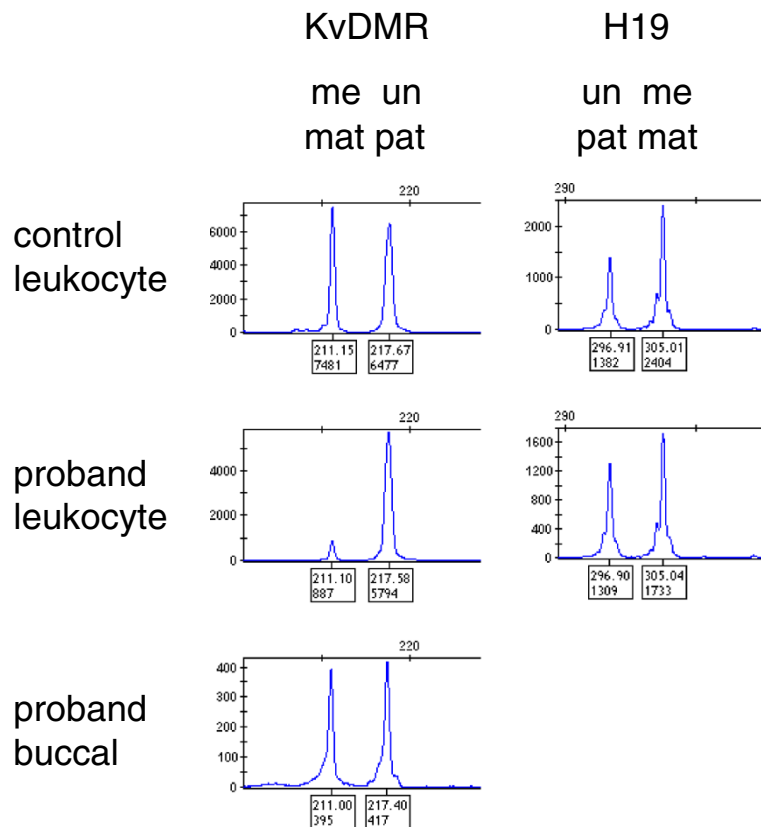 KvDMR H19
me un un me
mat pat pat mat
220 290
control
leukocyte
6000
4000
2000
0
2000
1000
0
211.15 217.67 296.91 305.01
7481 6477 1382 2404
220 290
proband
leukocyte
4000
2000
0
1600
1200
800
400
0
211.10 217.58 296.90 305.04
887 5794 1309 1733
220
proband
buccal
400
300
200
100
0
211.00 217.40
395 417